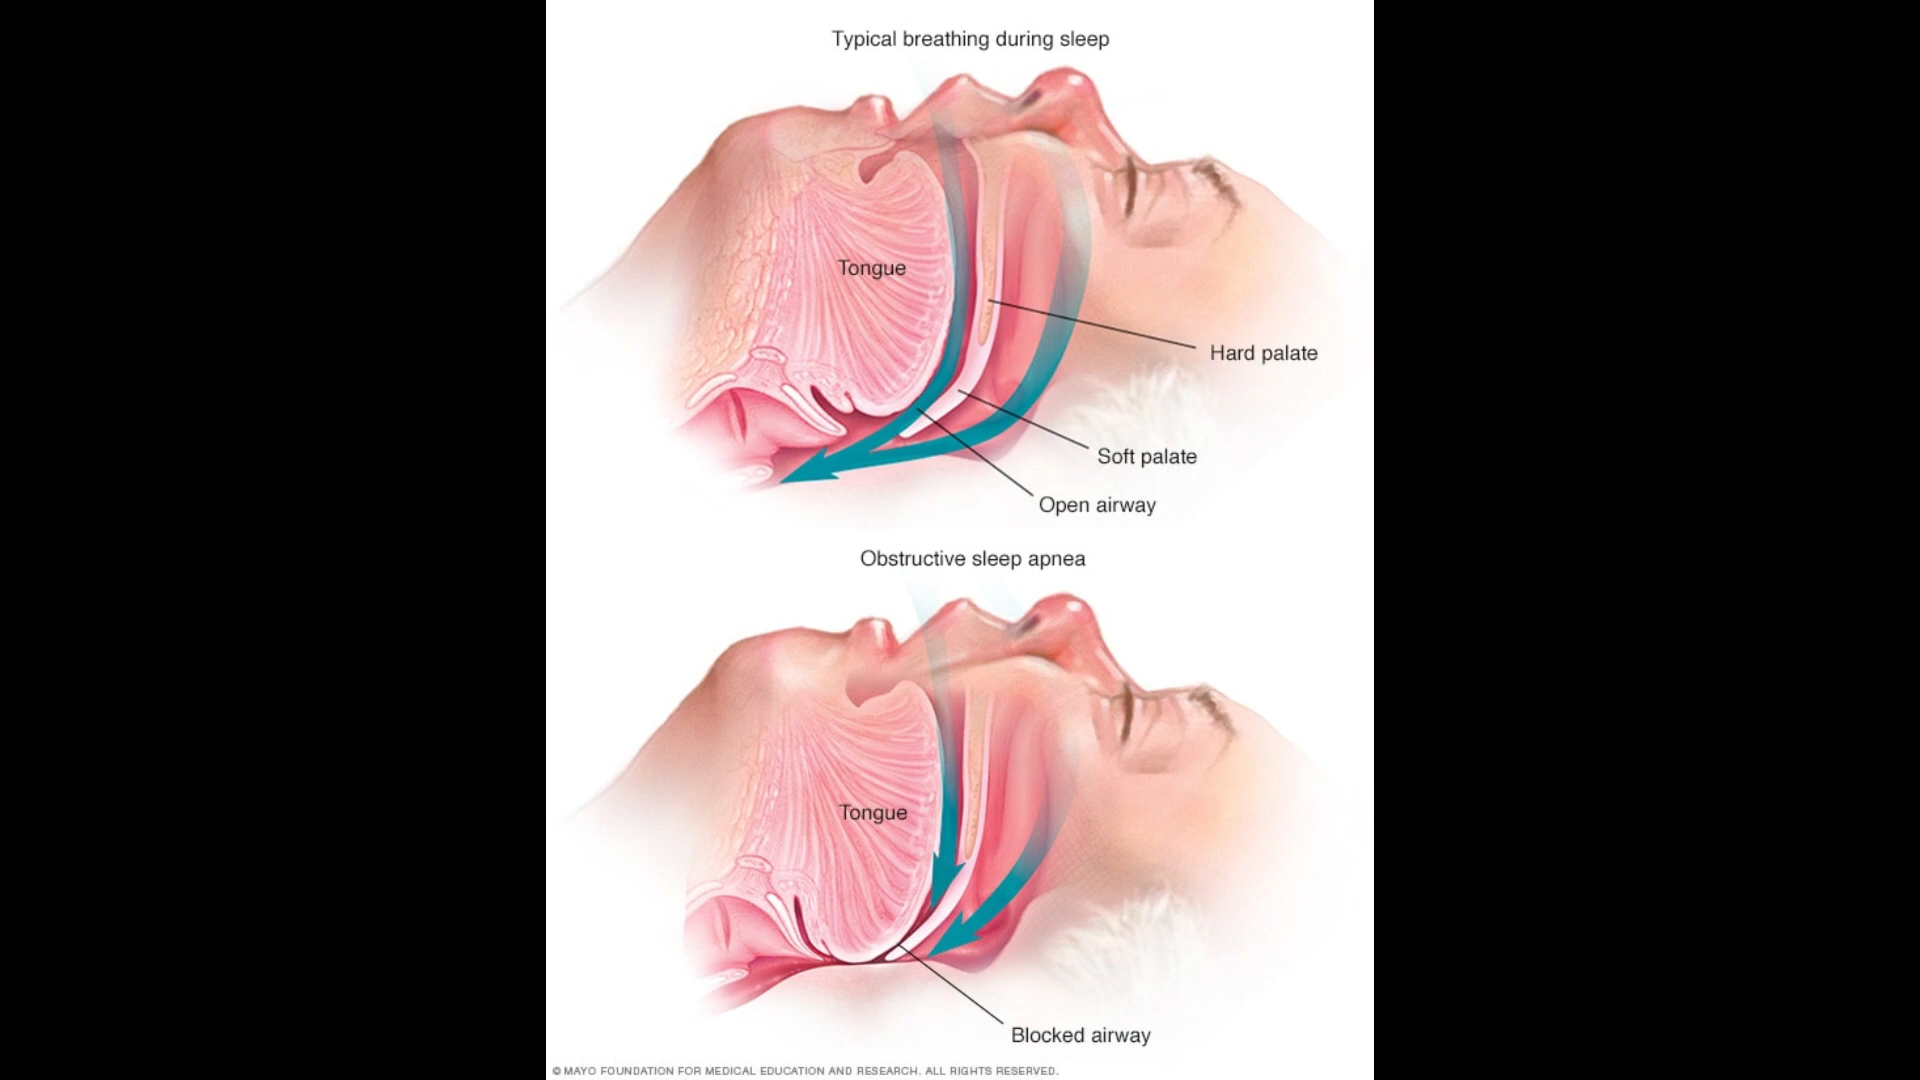 Typical breathing during sleep
Tongue
Hard palate
Soft palate
Open airway
Obstructive sleep apnea
Tongue
Blocked airway
© MAYO FOUNDATION FOR MEDICAL EDUCATION AND RESEARCH. ALL RIGHTS RESERVED.